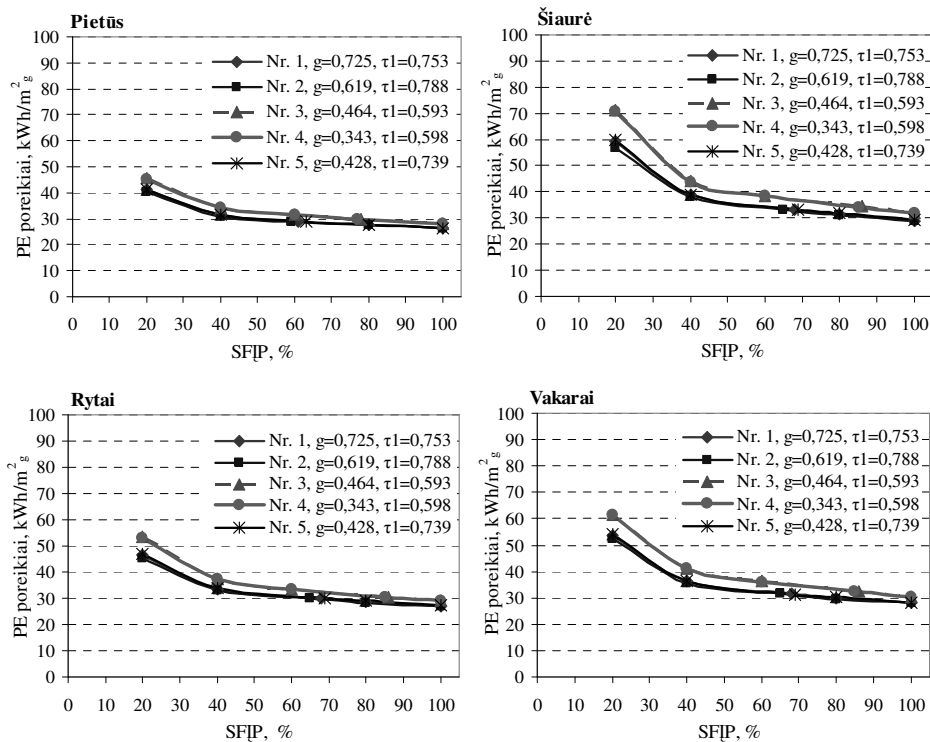 Pietūs
PE poreikiai, kWh/m²g
100
90
80
70
60
50
40
30
20
10
0
Nr. 1, g=0,725, τ1=0,753
Nr. 2, g=0,619, τ1=0,788
Nr. 3, g=0,464, τ1=0,593
Nr. 4, g=0,343, τ1=0,598
Nr. 5, g=0,428, τ1=0,739
0 10 20 30 40 50 60 70 80 90 100
SFĮP, %
Šiaurė
PE poreikiai, kWh/m²g
100
90
80
70
60
50
40
30
20
10
0
Nr. 1, g=0,725, τ1=0,753
Nr. 2, g=0,619, τ1=0,788
Nr. 3, g=0,464, τ1=0,593
Nr. 4, g=0,343, τ1=0,598
Nr. 5, g=0,428, τ1=0,739
0 10 20 30 40 50 60 70 80 90 100
SFĮP, %
Rytai
PE poreikiai, kWh/m²g
100
90
80
70
60
50
40
30
20
10
0
Nr. 1, g=0,725, τ1=0,753
Nr. 2, g=0,619, τ1=0,788
Nr. 3, g=0,464, τ1=0,593
Nr. 4, g=0,343, τ1=0,598
Nr. 5, g=0,428, τ1=0,739
0 10 20 30 40 50 60 70 80 90 100
SFĮP, %
Vakarai
PE poreikiai, kWh/m²g
100
90
80
70
60
50
40
30
20
10
0
Nr. 1, g=0,725, τ1=0,753
Nr. 2, g=0,619, τ1=0,788
Nr. 3, g=0,464, τ1=0,593
Nr. 4, g=0,343, τ1=0,598
Nr. 5, g=0,428, τ1=0,739
0 10 20 30 40 50 60 70 80 90 100
SFĮP, %